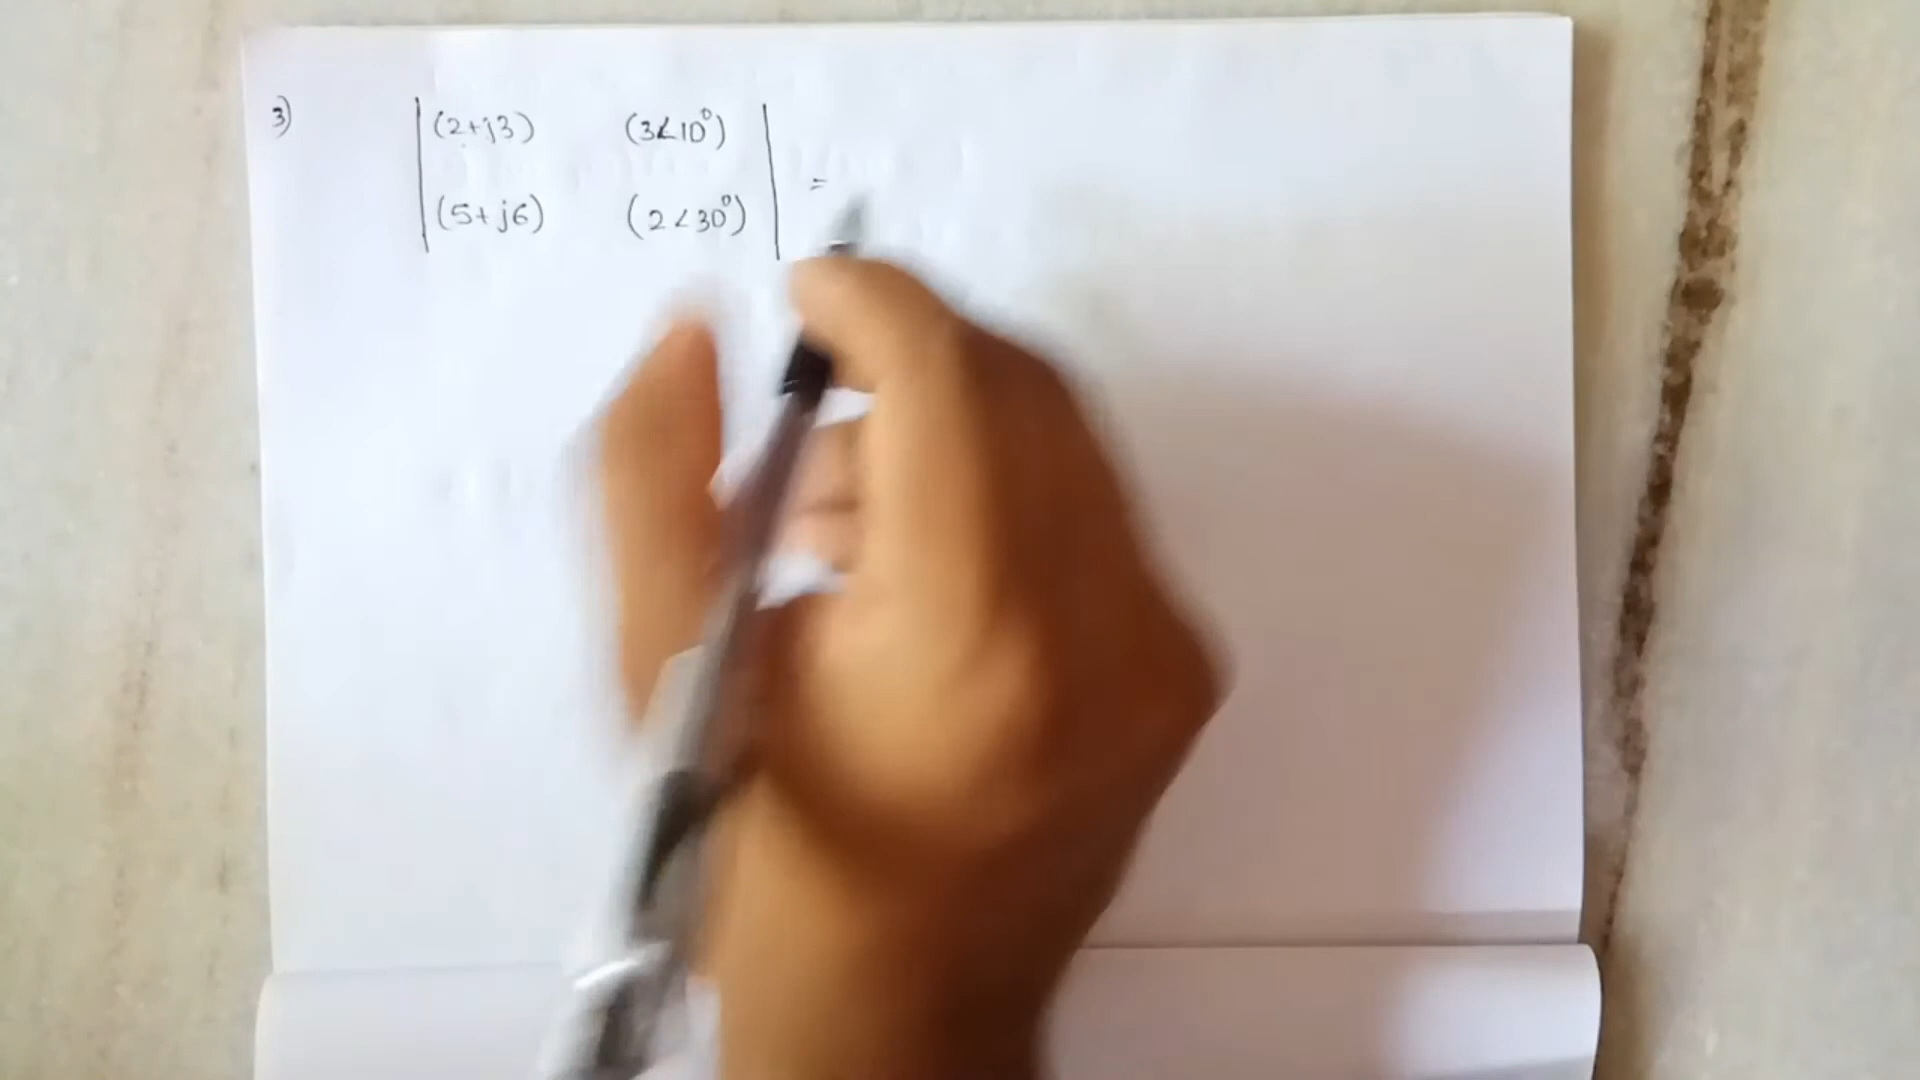 3)
(2+j3) (3∠10°)
=
(5+j6) (2∠30°)